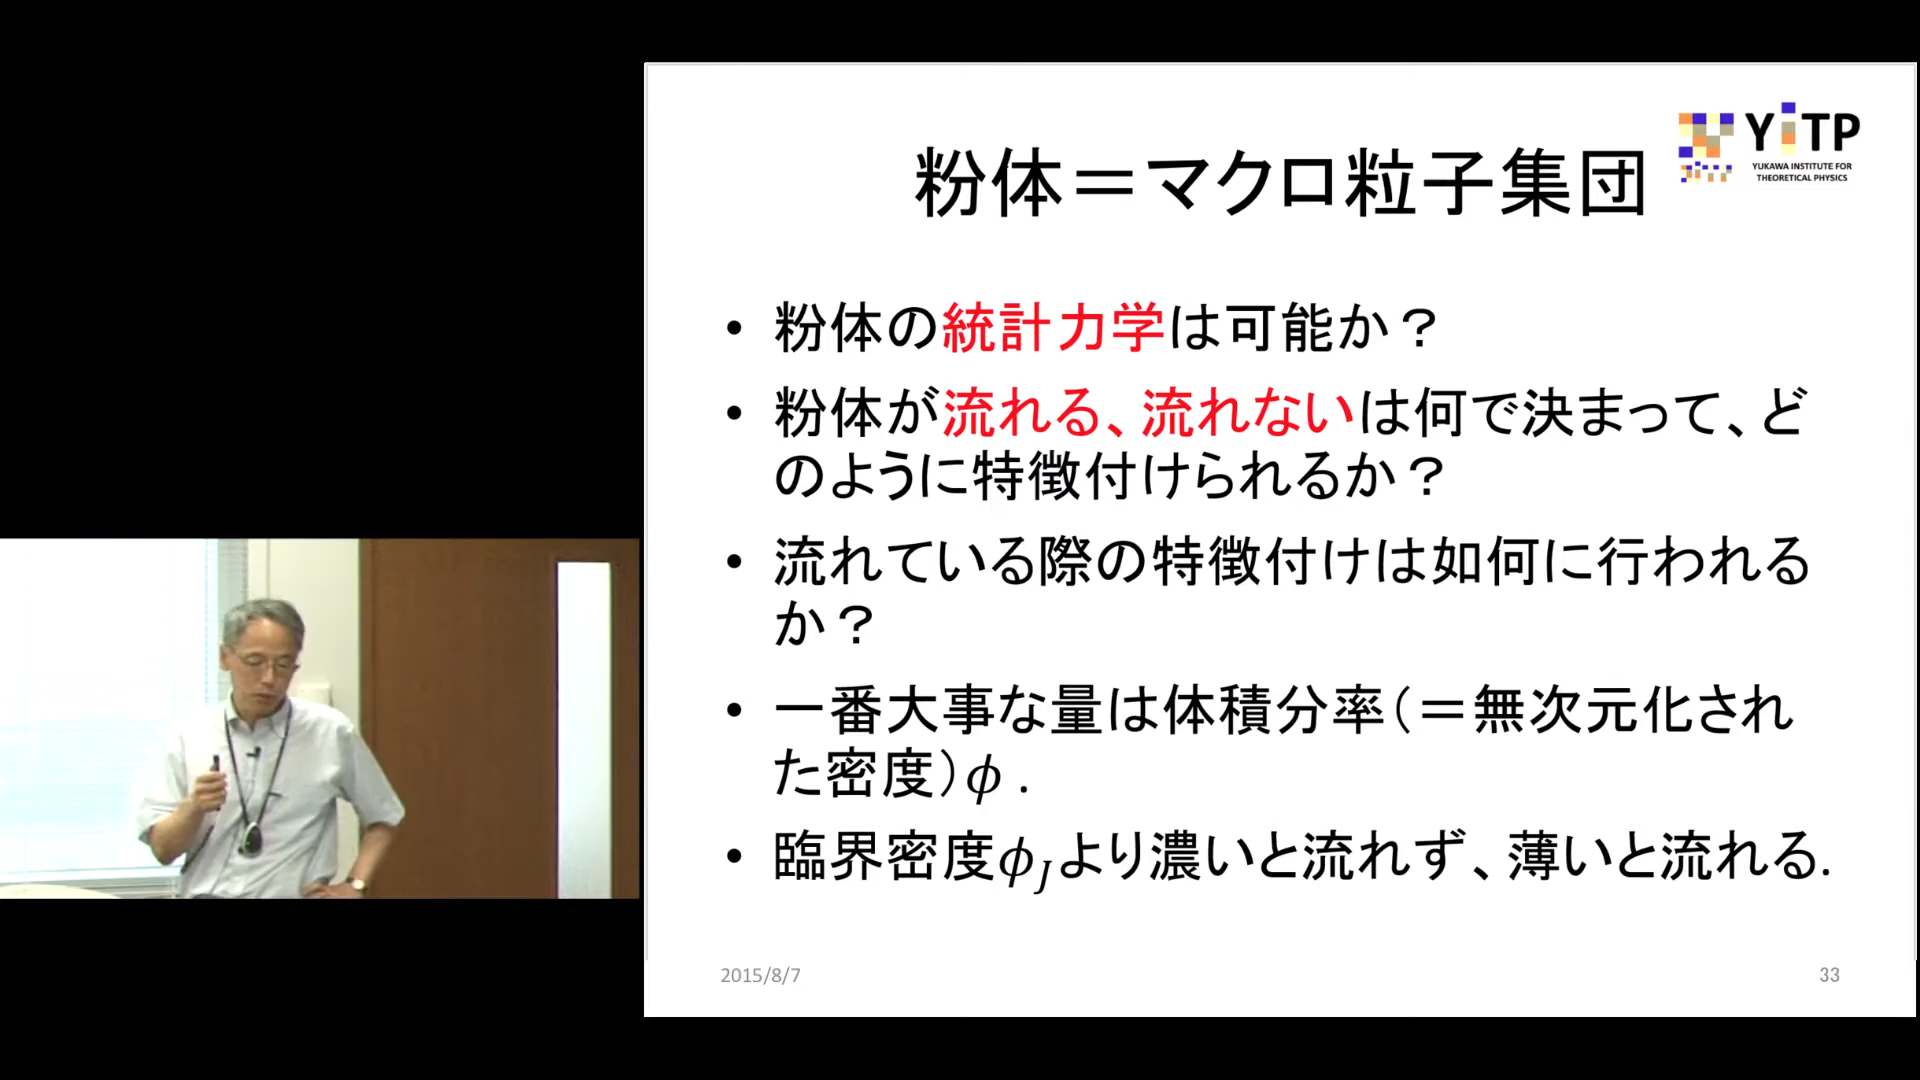 粉体＝マクロ粒子集団
YiTP
YUKAWA INSTITUTE FOR
THEORETICAL PHYSICS
• 粉体の統計力学は可能か？
• 粉体が流れる、流れないは何で決まって、ど
のように特徴付けられるか？
• 流れている際の特徴付けは如何に行われる
か？
• 一番大事な量は体積分率（＝無次元化され
た密度）ϕ .
• 臨界密度ϕJより濃いと流れず、薄いと流れる.
2015/8/7
33